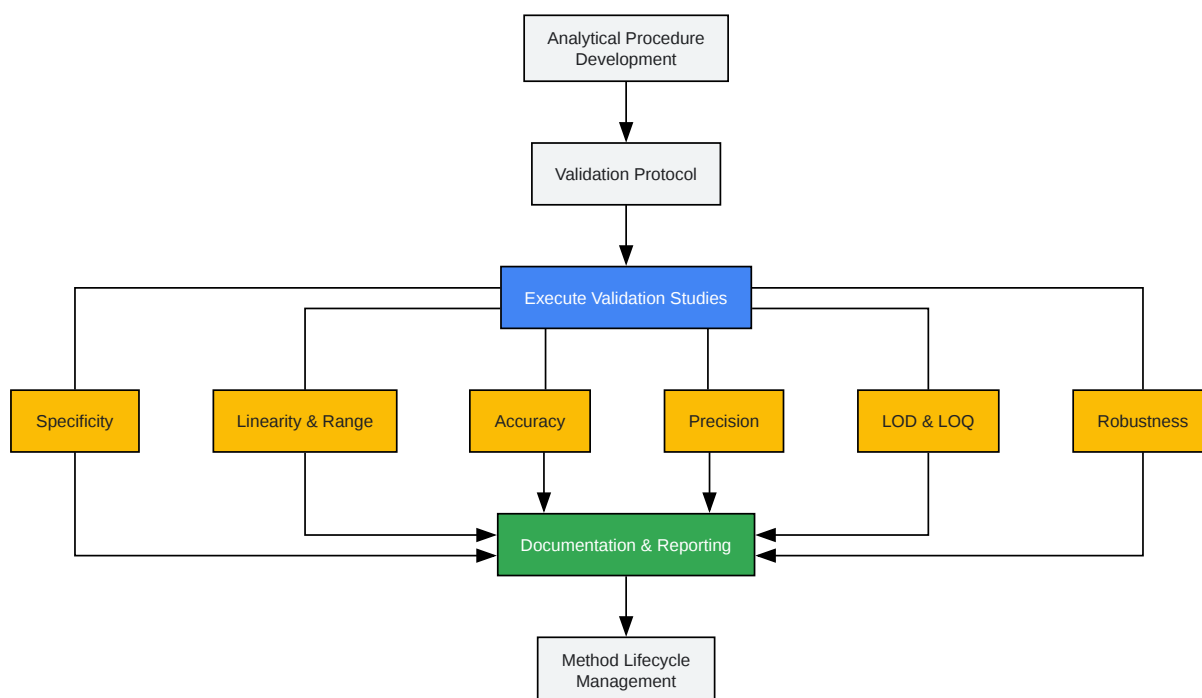 Analytical Procedure
Development
Validation Protocol
Execute Validation Studies
Specificity
Linearity & Range
Accuracy
Precision
LOD & LOQ
Robustness
Documentation & Reporting
Method Lifecycle
Management